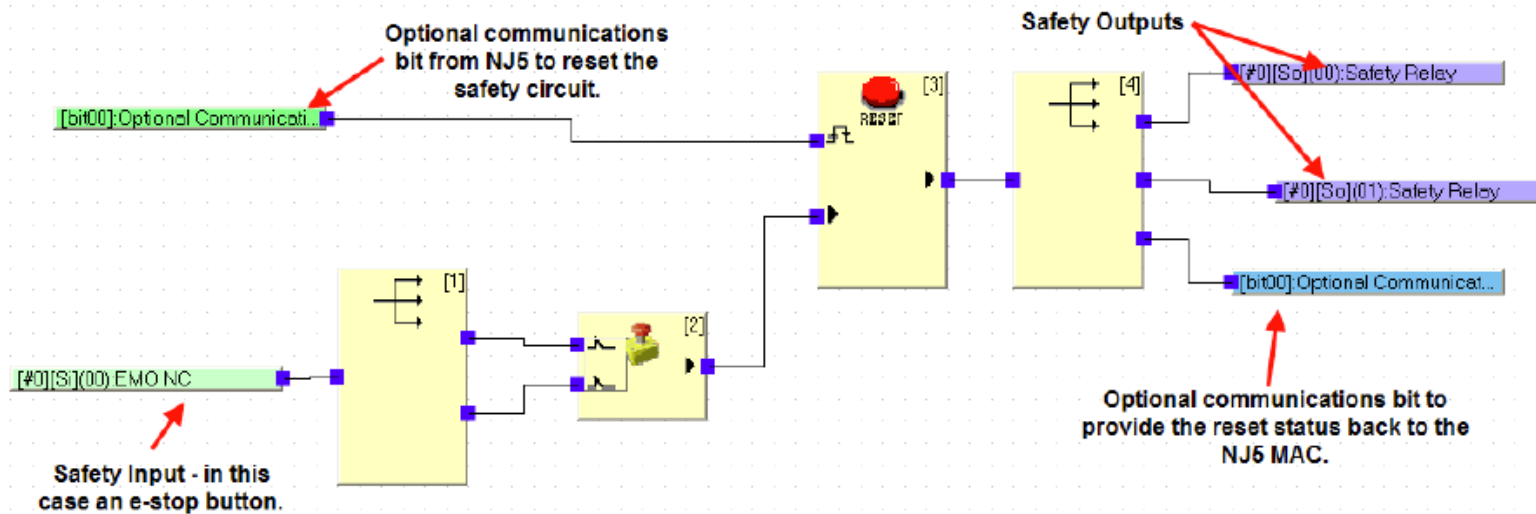 Optional communications
bit from NJ5 to reset the
safety circuit.
[bit00]:Optional Communicati...
Safety Outputs
[3]
RESET
[4]
[#0][So](00):Safety Relay
[#0][So](01):Safety Relay
[bit00]:Optional Communicat...
Optional communications bit to
provide the reset status back to the
NJ5 MAC.
[1]
[2]
[#0][Si](00):EMO NC
Safety Input - in this
case an e-stop button.